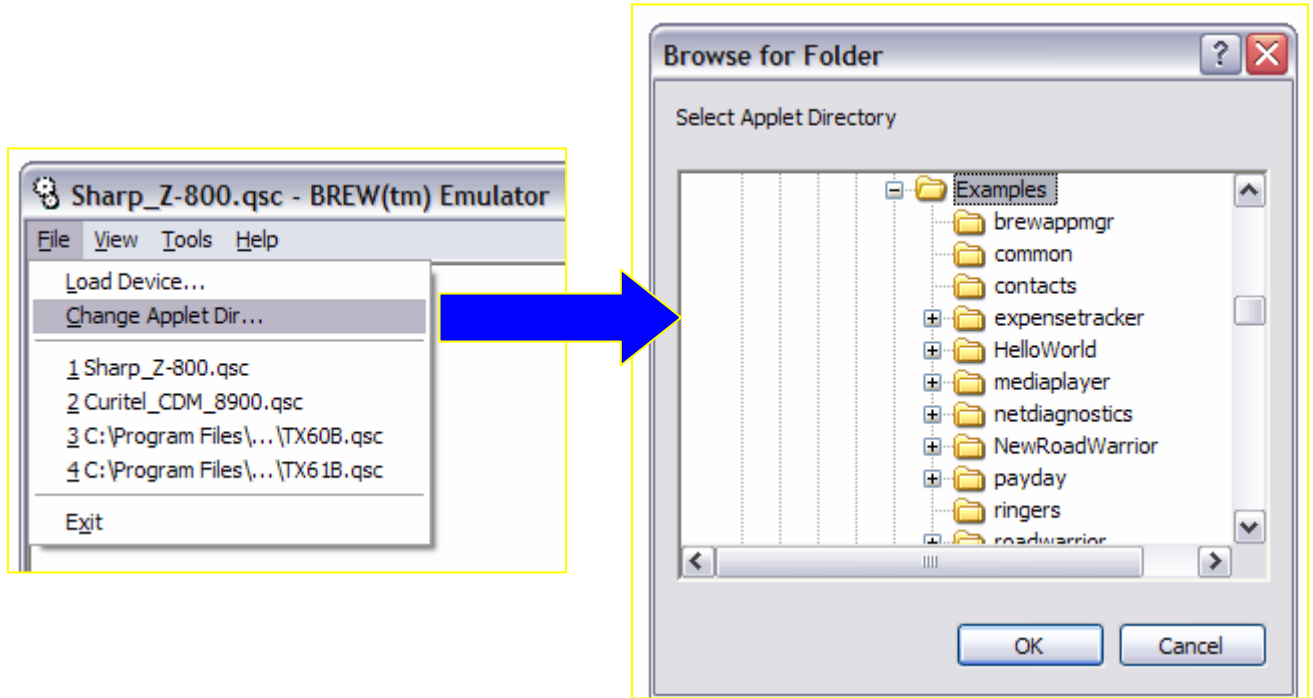 Sharp_Z-800.qsc - BREW(tm) Emulator
File View Tools Help
Load Device...
Change Applet Dir...
1 Sharp_Z-800.qsc
2 Curitel_CDM_8900.qsc
3 C:\Program Files\...\TX60B.qsc
4 C:\Program Files\...\TX61B.qsc
Exit
Browse for Folder
Select Applet Directory
Examples
brewappmgr
common
contacts
expensetracker
HelloWorld
mediaplayer
netdiagnostics
NewRoadWarrior
payday
ringers
roadwarrior
OK Cancel